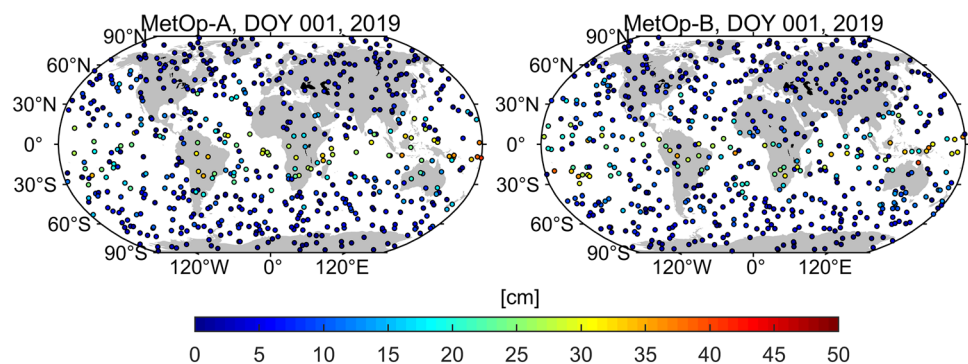 MetOp-A, DOY 001, 2019
MetOp-B, DOY 001, 2019
90°N
60°N
30°N
0°
30°S
60°S
90°S
120°W 0° 120°E
90°N
60°N
30°N
0°
30°S
60°S
90°S
120°W 0° 120°E
[cm]
0 5 10 15 20 25 30 35 40 45 50